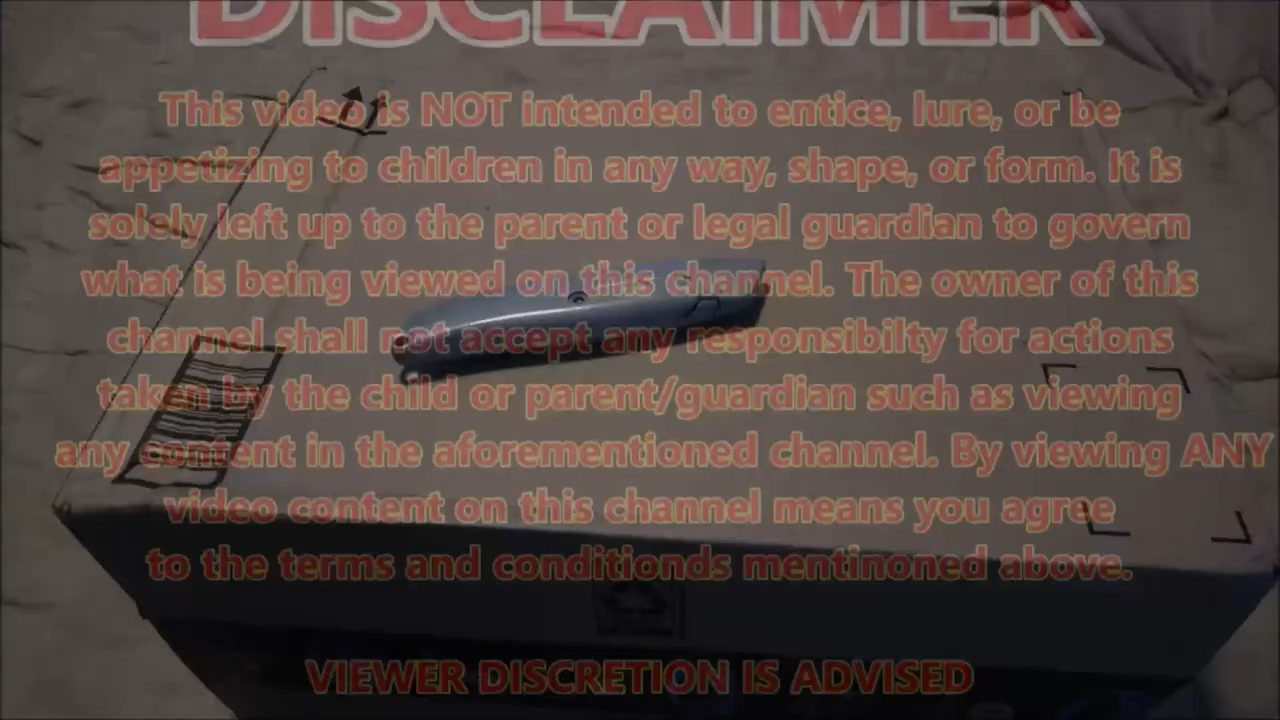 DISCLAIMER
This video is NOT intended to entice, lure, or be
appetizing to children in any way, shape, or form. It is
solely left up to the parent or legal guardian to govern
what is being viewed on this channel. The owner of this
channel shall not accept any responsibilty for actions
taken by the child or parent/guardian such as viewing
any content in the aforementioned channel. By viewing ANY
video content on this channel means you agree
to the terms and conditionds mentinoned above.
VIEWER DISCRETION IS ADVISED